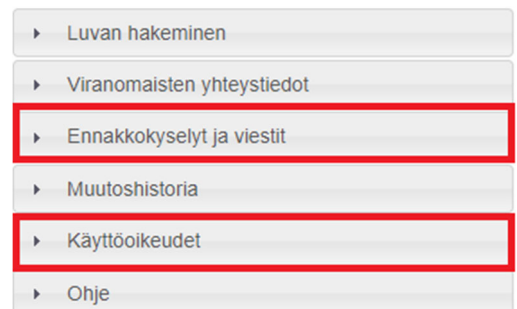 Luvan hakeminen
Viranomaisten yhteystiedot
Ennakkokyselyt ja viestit
Muutoshistoria
Käyttöoikeudet
Ohje